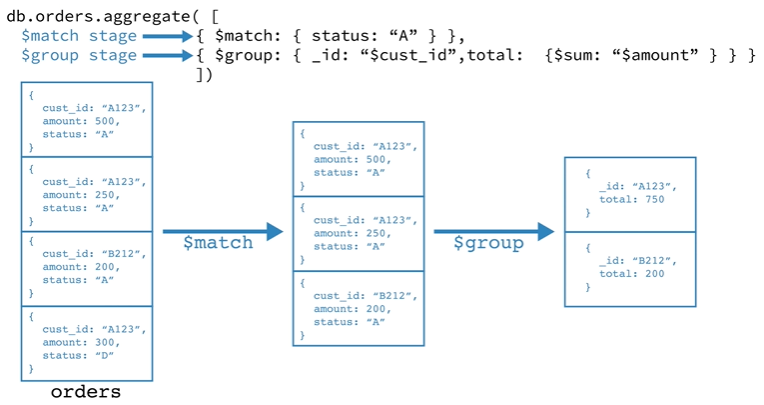 db.orders.aggregate( [
$match stage { $match: { status: “A” } },
$group stage { $group: { _id: “$cust_id”,total: {$sum: “$amount” } } }
])
{
cust_id: “A123”,
amount: 500,
status: “A”
}
{
cust_id: “A123”,
amount: 250,
status: “A”
}
{
cust_id: “B212”,
amount: 200,
status: “A”
}
{
cust_id: “A123”,
amount: 300,
status: “D”
}
orders
$match
{
cust_id: “A123”,
amount: 500,
status: “A”
}
{
cust_id: “A123”,
amount: 250,
status: “A”
}
{
cust_id: “B212”,
amount: 200,
status: “A”
}
$group
{
_id: “A123”,
total: 750
}
{
_id: “B212”,
total: 200
}